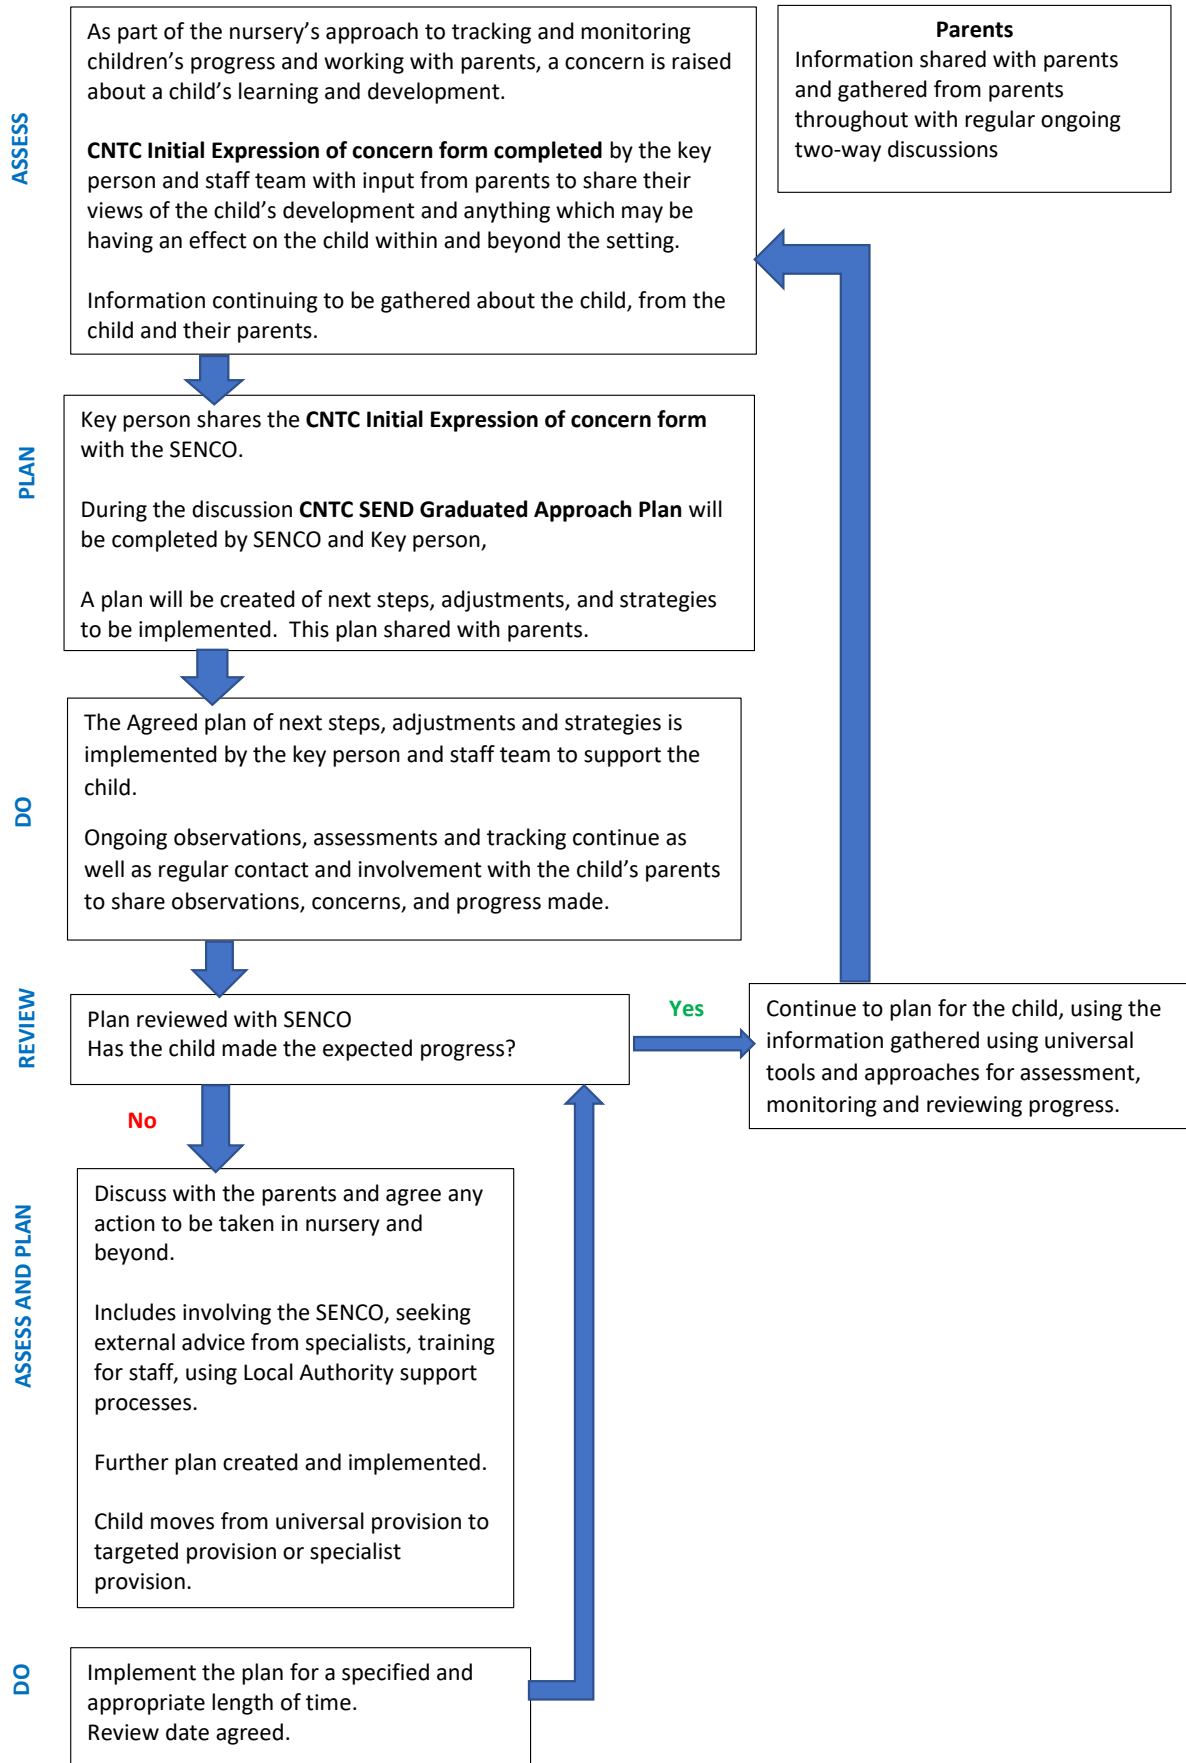 ASSESS
As part of the nursery’s approach to tracking and monitoring
children’s progress and working with parents, a concern is raised
about a child’s learning and development.
CNTC Initial Expression of concern form completed by the key
person and staff team with input from parents to share their
views of the child’s development and anything which may be
having an effect on the child within and beyond the setting.
Information continuing to be gathered about the child, from the
child and their parents.
Parents
Information shared with parents
and gathered from parents
throughout with regular ongoing
two-way discussions
PLAN
Key person shares the CNTC Initial Expression of concern form
with the SENCO.
During the discussion CNTC SEND Graduated Approach Plan will
be completed by SENCO and Key person,
A plan will be created of next steps, adjustments, and strategies
to be implemented.  This plan shared with parents.
DO
The Agreed plan of next steps, adjustments and strategies is
implemented by the key person and staff team to support the
child.
Ongoing observations, assessments and tracking continue as
well as regular contact and involvement with the child’s parents
to share observations, concerns, and progress made.
REVIEW
Plan reviewed with SENCO
Has the child made the expected progress?
Yes
Continue to plan for the child, using the
information gathered using universal
tools and approaches for assessment,
monitoring and reviewing progress.
No
ASSESS AND PLAN
Discuss with the parents and agree any
action to be taken in nursery and
beyond.
Includes involving the SENCO, seeking
external advice from specialists, training
for staff, using Local Authority support
processes.
Further plan created and implemented.
Child moves from universal provision to
targeted provision or specialist
provision.
DO
Implement the plan for a specified and
appropriate length of time.
Review date agreed.